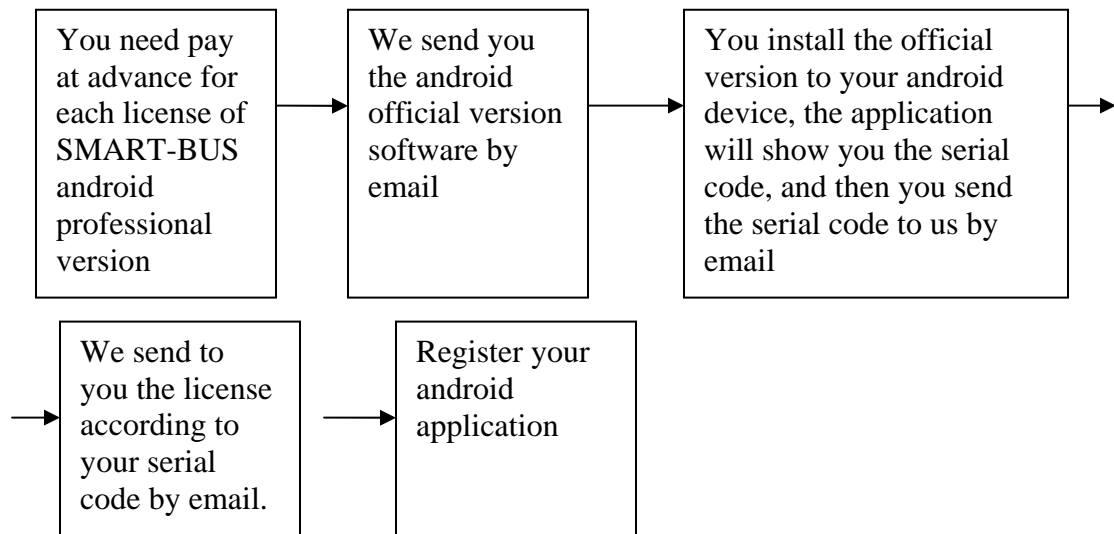 You need pay
at advance for
each license of
SMART-BUS
android
professional
version
We send you
the android
official version
software by
email
You install the official
version to your android
device, the application
will show you the serial
code, and then you send
the serial code to us by
email
We send to
you the license
according to
your serial
code by email.
Register your
android
application